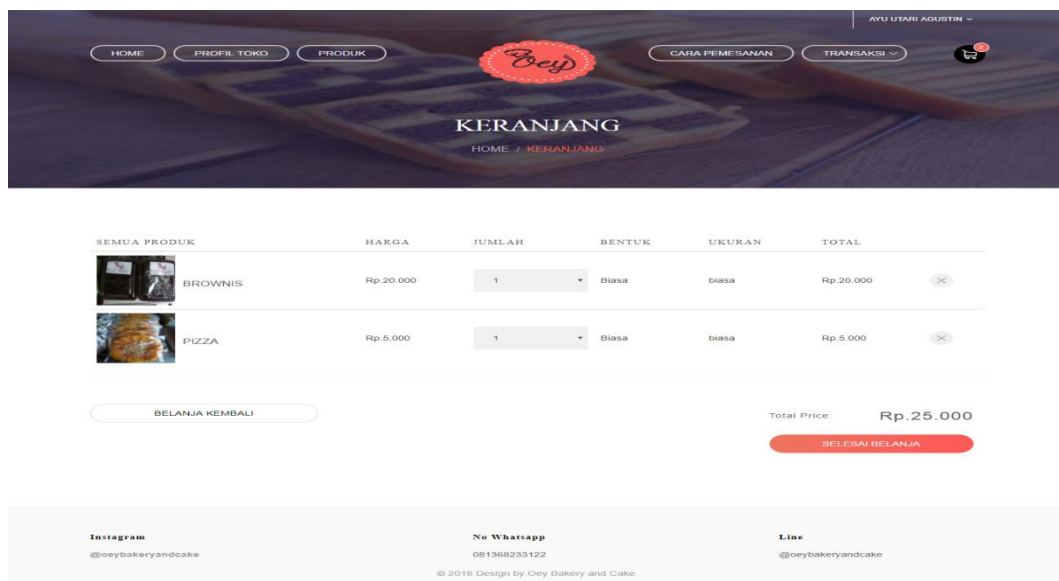 AYU UTARI AGUSTIN
HOME PROFIL TOKO PRODUK Oey CARA PEMESANAN TRANSAKSI 2
KERANJANG
HOME / KERANJANG
SEMUA PRODUK HARGA JUMLAH BENTUK UKURAN TOTAL
BROWNIS Rp.20.000 1 Biasa biasa Rp.20.000
PIZZA Rp.5.000 1 Biasa biasa Rp.5.000
BELANJA KEMBALI Total Price: Rp.25.000
SELESAI BELANJA
Instagram No Whatsapp Line
@oeybakeryandcake 081368233122 @oeybakeryandcake
© 2016 Design by Oey Bakery and Cake.